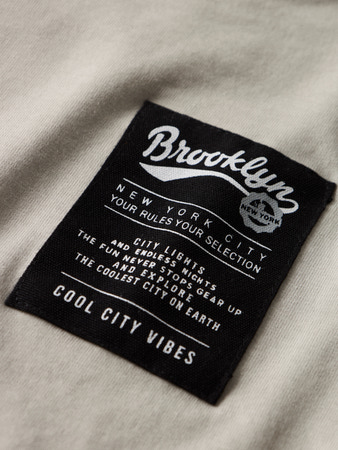 Brooklyn
NEW YORK
NEW YORK CITY
YOUR RULES YOUR SELECTION
CITY LIGHTS
AND ENDLESS NIGHTS
THE FUN NEVER STOPS GEAR UP
AND EXPLORE
THE COOLEST CITY ON EARTH
COOL CITY VIBES